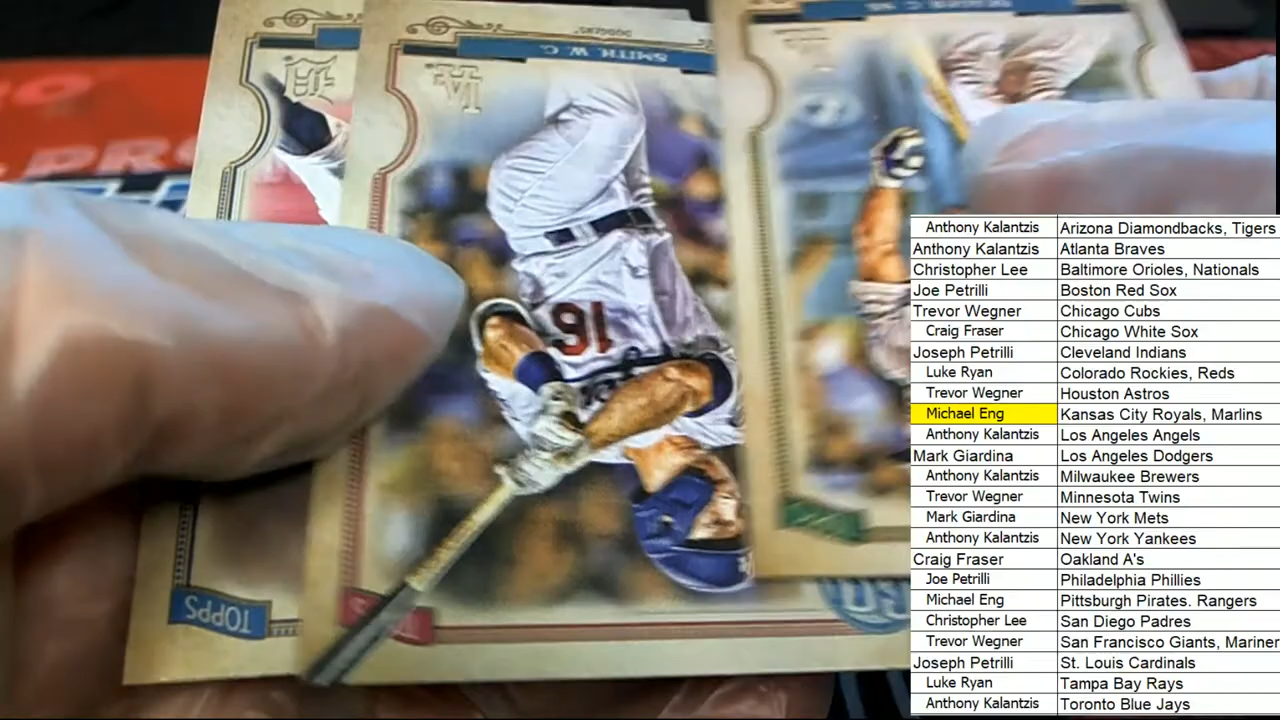 PRO
DODGERS
SMITH, W. C.
LA
D
16
TOPPS
Anthony Kalantzis Arizona Diamondbacks, Tigers
Anthony Kalantzis Atlanta Braves
Christopher Lee Baltimore Orioles, Nationals
Joe Petrilli Boston Red Sox
Trevor Wegner Chicago Cubs
Craig Fraser Chicago White Sox
Joseph Petrilli Cleveland Indians
Luke Ryan Colorado Rockies, Reds
Trevor Wegner Houston Astros
Michael Eng Kansas City Royals, Marlins
Anthony Kalantzis Los Angeles Angels
Mark Giardina Los Angeles Dodgers
Anthony Kalantzis Milwaukee Brewers
Trevor Wegner Minnesota Twins
Mark Giardina New York Mets
Anthony Kalantzis New York Yankees
Craig Fraser Oakland A's
Joe Petrilli Philadelphia Phillies
Michael Eng Pittsburgh Pirates. Rangers
Christopher Lee San Diego Padres
Trevor Wegner San Francisco Giants, Mariner
Joseph Petrilli St. Louis Cardinals
Luke Ryan Tampa Bay Rays
Anthony Kalantzis Toronto Blue Jays